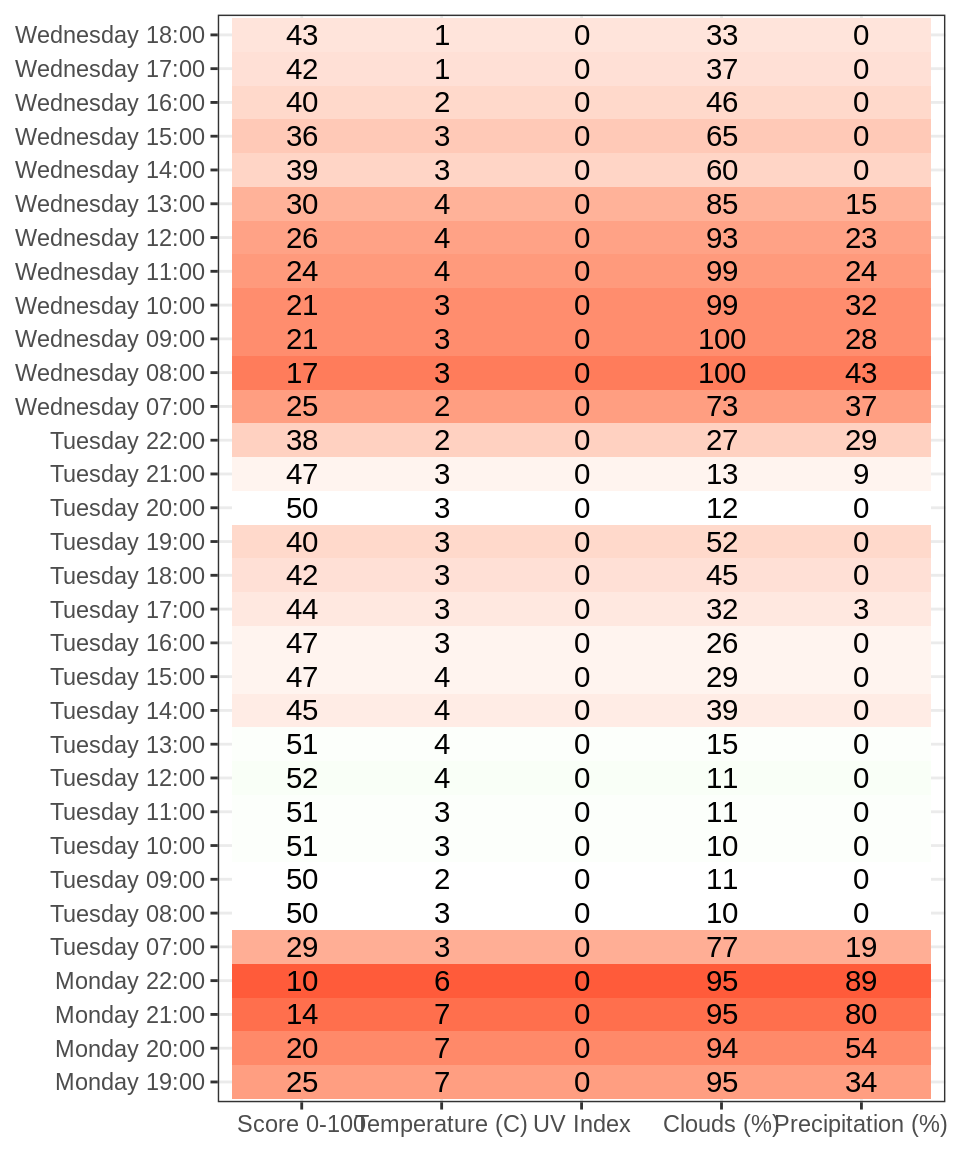 Wednesday 18:00 43 1 0 33 0
Wednesday 17:00 42 1 0 37 0
Wednesday 16:00 40 2 0 46 0
Wednesday 15:00 36 3 0 65 0
Wednesday 14:00 39 3 0 60 0
Wednesday 13:00 30 4 0 85 15
Wednesday 12:00 26 4 0 93 23
Wednesday 11:00 24 4 0 99 24
Wednesday 10:00 21 3 0 99 32
Wednesday 09:00 21 3 0 100 28
Wednesday 08:00 17 3 0 100 43
Wednesday 07:00 25 2 0 73 37
Tuesday 22:00 38 2 0 27 29
Tuesday 21:00 47 3 0 13 9
Tuesday 20:00 50 3 0 12 0
Tuesday 19:00 40 3 0 52 0
Tuesday 18:00 42 3 0 45 0
Tuesday 17:00 44 3 0 32 3
Tuesday 16:00 47 3 0 26 0
Tuesday 15:00 47 4 0 29 0
Tuesday 14:00 45 4 0 39 0
Tuesday 13:00 51 4 0 15 0
Tuesday 12:00 52 4 0 11 0
Tuesday 11:00 51 3 0 11 0
Tuesday 10:00 51 3 0 10 0
Tuesday 09:00 50 2 0 11 0
Tuesday 08:00 50 3 0 10 0
Tuesday 07:00 29 3 0 77 19
Monday 22:00 10 6 0 95 89
Monday 21:00 14 7 0 95 80
Monday 20:00 20 7 0 94 54
Monday 19:00 25 7 0 95 34
Score 0-100 Temperature (C) UV Index Clouds (%) Precipitation (%)